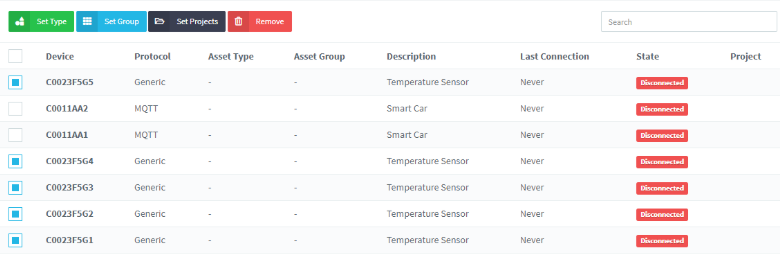 Set Type Set Group Set Projects Remove Search
Device Protocol Asset Type Asset Group Description Last Connection State Project
C0023F5G5 Generic - - Temperature Sensor Never Disconnected
C0011AA2 MQTT - - Smart Car Never Disconnected
C0011AA1 MQTT - - Smart Car Never Disconnected
C0023F5G4 Generic - - Temperature Sensor Never Disconnected
C0023F5G3 Generic - - Temperature Sensor Never Disconnected
C0023F5G2 Generic - - Temperature Sensor Never Disconnected
C0023F5G1 Generic - - Temperature Sensor Never Disconnected